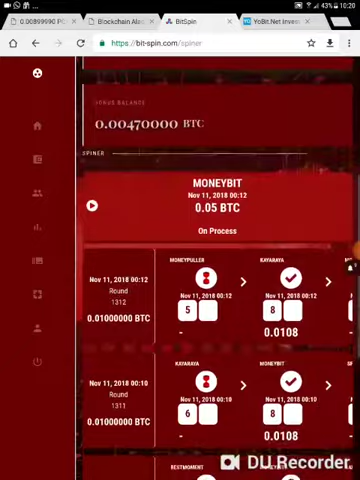 43% 10:20
0.00899990 P
Blockchain Ala
BitSpin
YoBit.Net Inves
https://bit-spin.com/spiner
BONUS BALANCE
0.00470000 BTC
SPINER
MONEYBIT
Nov 11, 2018 00:12
0.05 BTC
On Process
Nov 11, 2018 00:12
Round
1312
0.01000000 BTC
MONEYPULLER
Nov 11, 2018 00:12
5
-
KAYARAYA
Nov 11, 2018 00:12
8
0.0108
Nov 11, 2018 00:10
Round
1311
0.01000000 BTC
KAYARAYA
Nov 11, 2018 00:10
6
-
MONEYBIT
Nov 11, 2018 00:10
8
0.0108
BESTMOMENT
DU Recorder